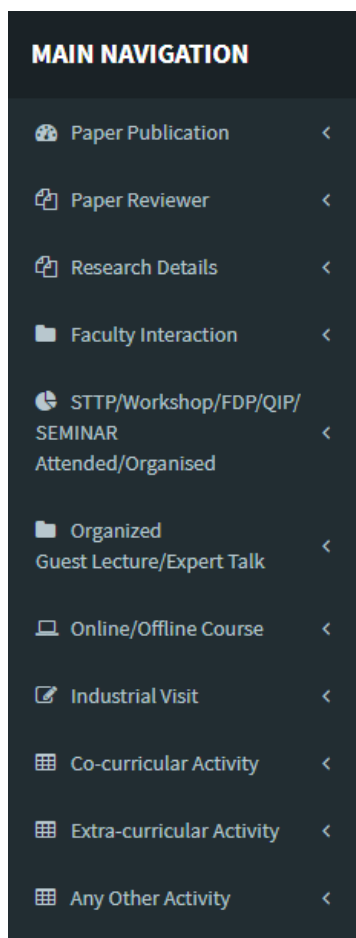 MAIN NAVIGATION
Paper Publication
Paper Reviewer
Research Details
Faculty Interaction
STTP/Workshop/FDP/QIP/
SEMINAR
Attended/Organised
Organized
Guest Lecture/Expert Talk
Online/Offline Course
Industrial Visit
Co-curricular Activity
Extra-curricular Activity
Any Other Activity